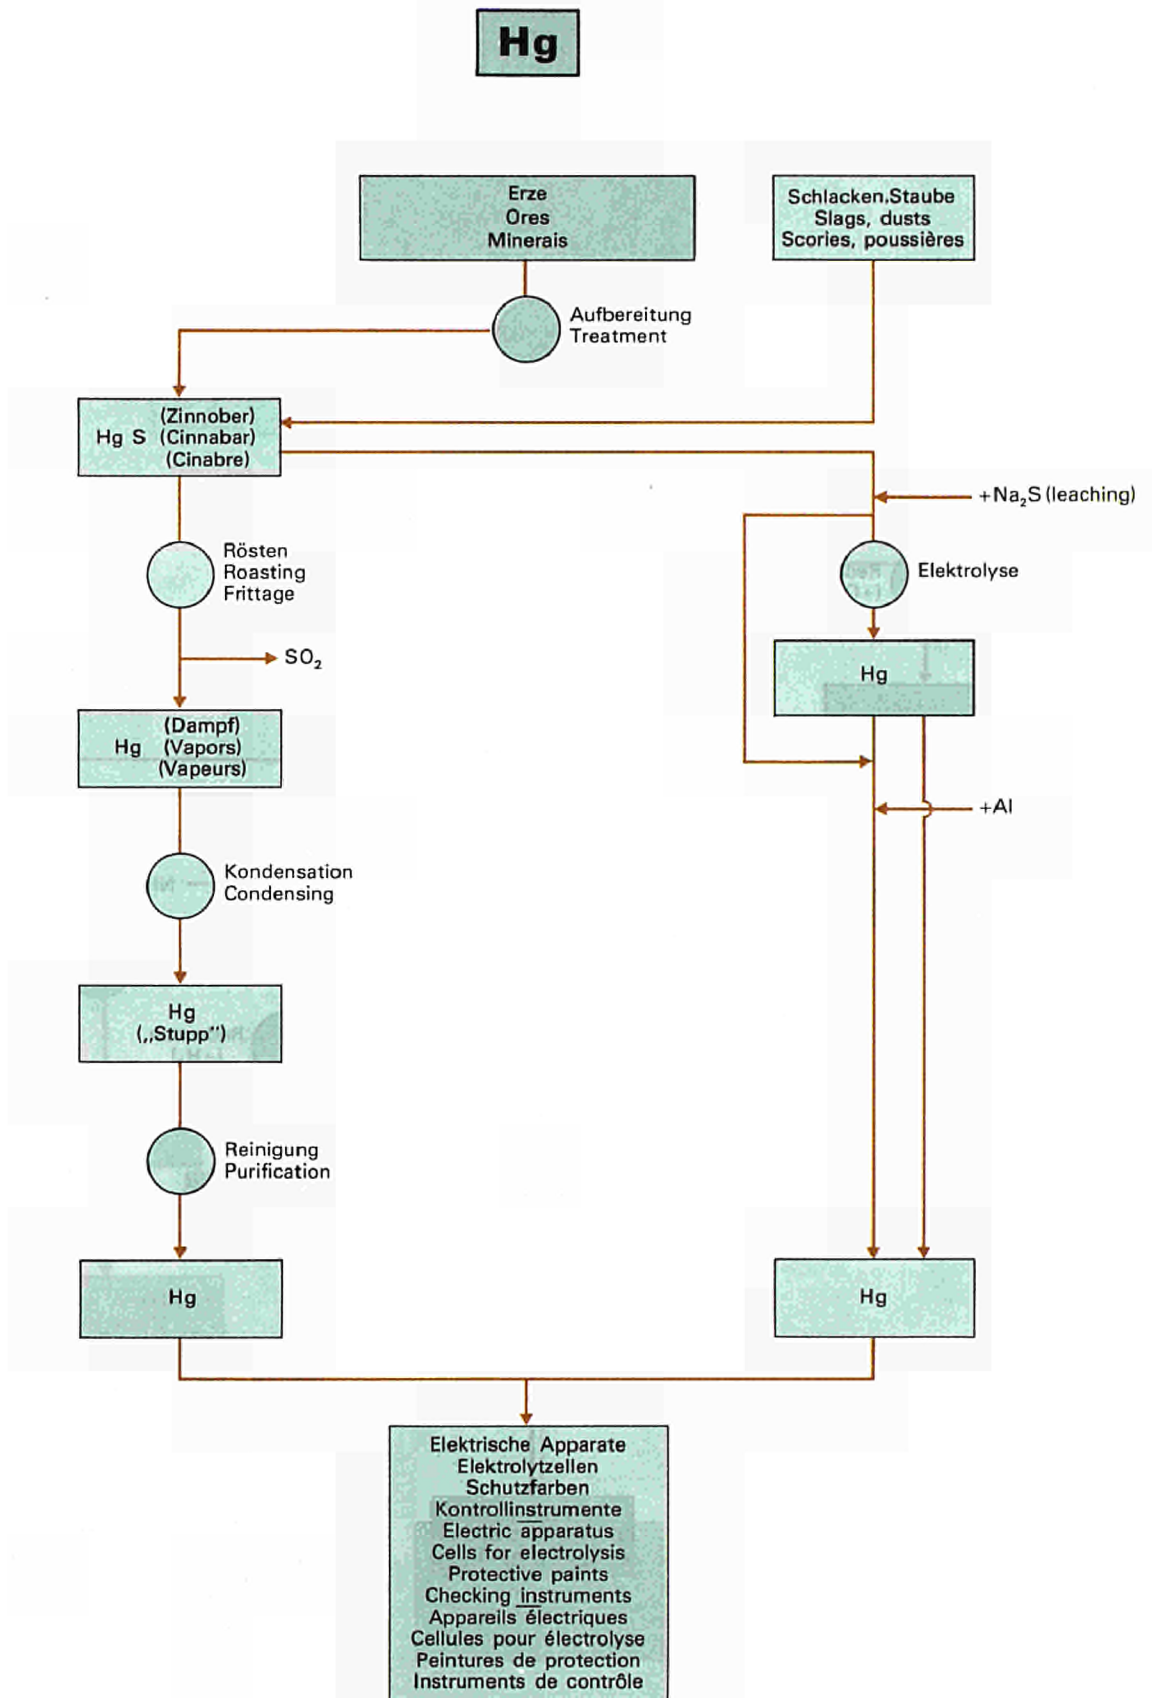 Hg
Erze
Ores
Minerais
Schlacken,Staube
Slags, dusts
Scories, poussières
Aufbereitung
Treatment
(Zinnober)
Hg S (Cinnabar)
(Cinabre)
+Na₂S (leaching)
Rösten
Roasting
Frittage
Elektrolyse
SO₂
Hg
(Dampf)
Hg (Vapors)
(Vapeurs)
+Al
Kondensation
Condensing
Hg
(„Stupp")
Reinigung
Purification
Hg
Hg
Elektrische Apparate
Elektrolytzellen
Schutzfarben
Kontrollinstrumente
Electric apparatus
Cells for electrolysis
Protective paints
Checking instruments
Appareils électriques
Cellules pour électrolyse
Peintures de protection
Instruments de contrôle